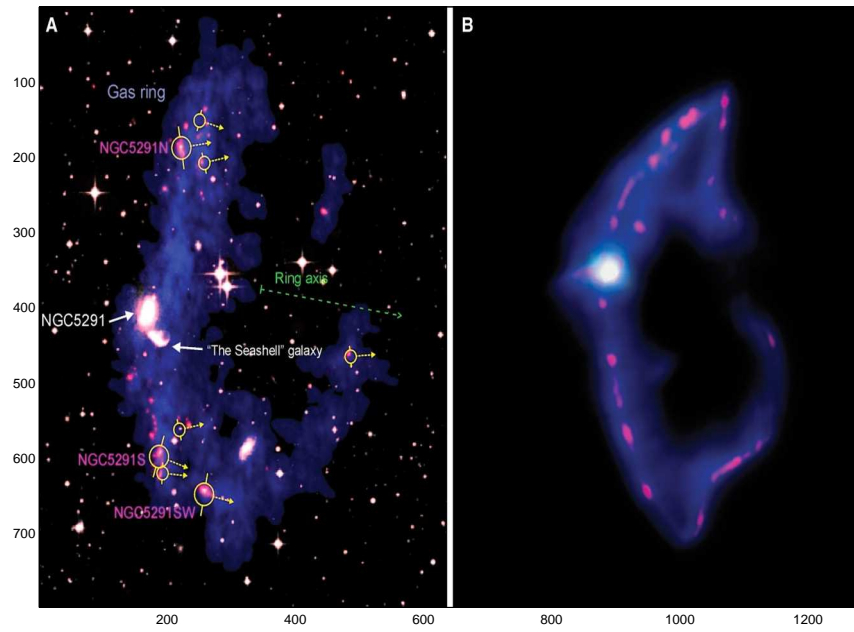 A
B
100
Gas ring
NGC5291N
200
300
Ring axis
400
NGC5291
"The Seashell" galaxy
500
600
NGC5291S
NGC5291SW
700
200
400
600
800
1000
1200